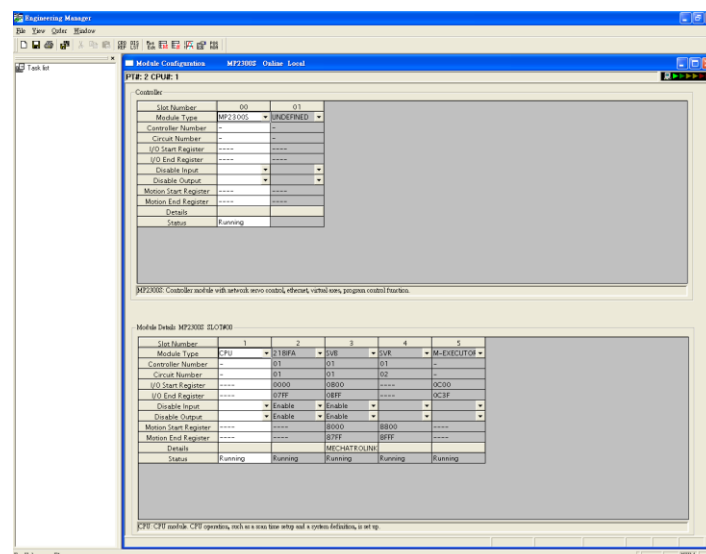 Engineering Manager
File View Order Window
Task list
Module Configuration MP2300S Online Local
PT#: 2 CPU#: 1
Controller
Slot Number 00 01
Module Type MP2300S UNDEFINED
Controller Number - -
Circuit Number - -
I/O Start Register ---- ----
I/O End Register ---- ----
Disable Input
Disable Output
Motion Start Register ---- ----
Motion End Register ---- ----
Details
Status Running
MP2300S: Controller module with network servo control, ethernet, virtual axes, program control function.
Module Details MP2300S SLOT#00
Slot Number 1 2 3 4 5
Module Type CPU 218IFA SVB SVR M-EXECUTOR
Controller Number - 01 01 01 -
Circuit Number - 01 01 02 -
I/O Start Register ---- 0000 0800 ---- 0C00
I/O End Register ---- 07FF 08FF ---- 0C3F
Disable Input Enable Enable
Disable Output Enable Enable
Motion Start Register ---- ---- 8000 8800 ----
Motion End Register ---- ---- 87FF 8FFF ----
Details MECHATROLINK
Status Running Running Running Running Running
CPU: CPU module. CPU operation, such as a scan time setup and a system definition, is set up.